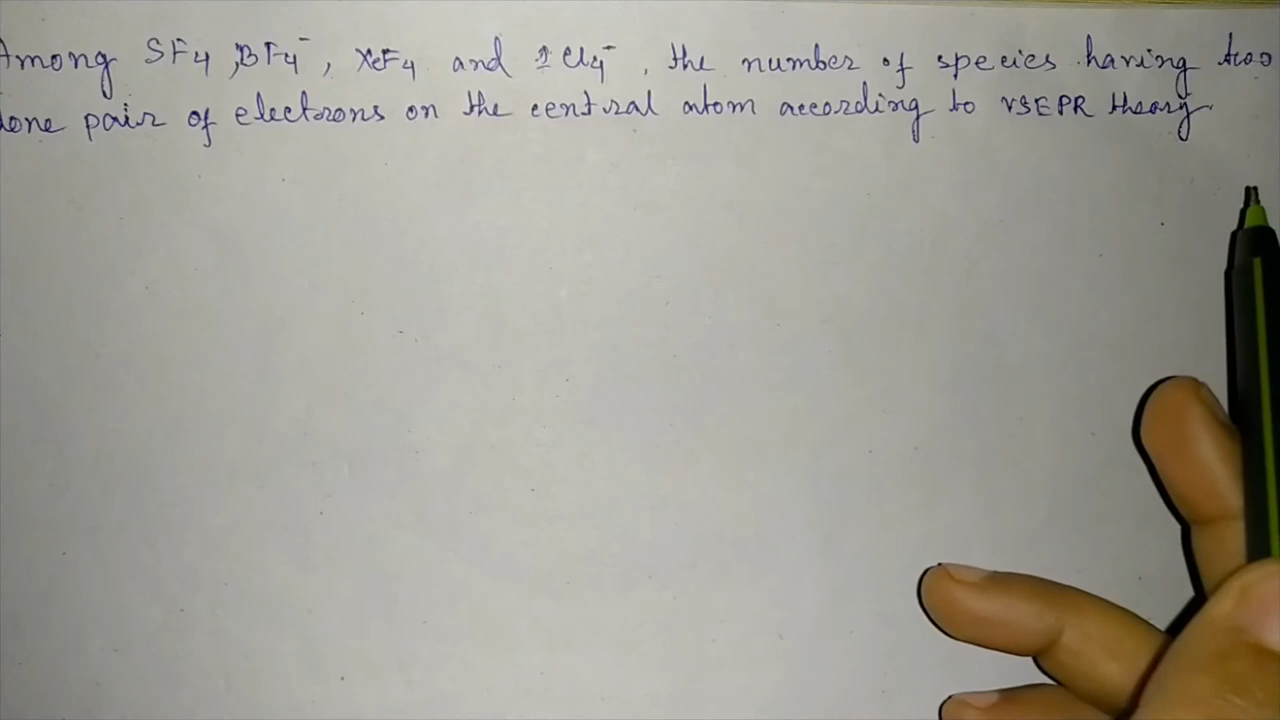 Among SF4, BF4⁻, XeF4 and ICl4⁻, the number of species having two
lone pair of electrons on the central atom according to VSEPR theory.